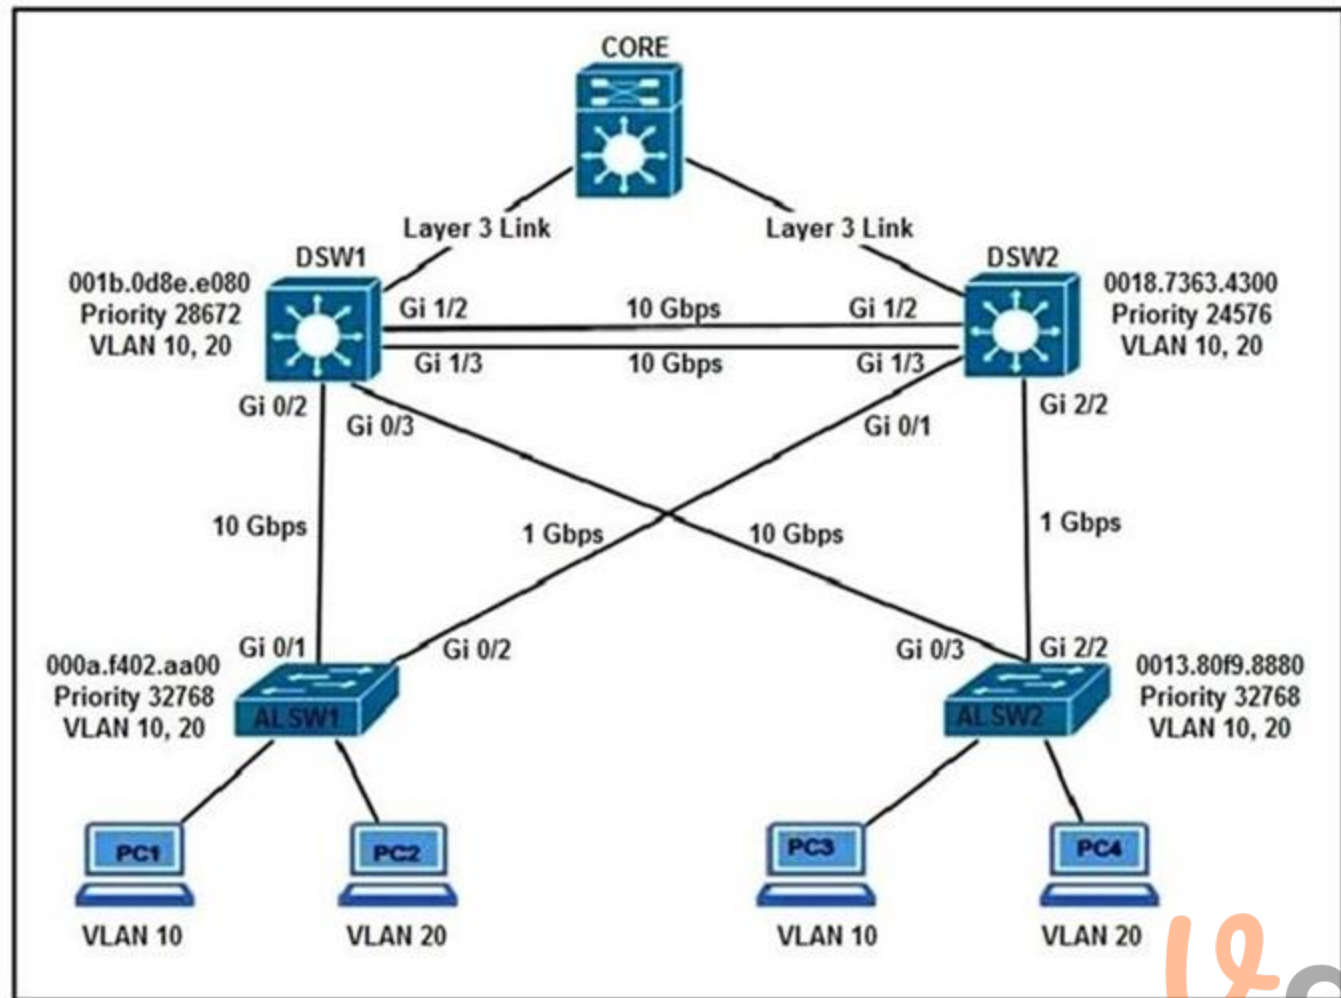 CORE
Layer 3 Link
Layer 3 Link
DSW1
DSW2
001b.0d8e.e080
Priority 28672
VLAN 10, 20
0018.7363.4300
Priority 24576
VLAN 10, 20
Gi 1/2
10 Gbps
Gi 1/2
Gi 1/3
10 Gbps
Gi 1/3
Gi 0/2
Gi 0/3
Gi 0/1
Gi 2/2
10 Gbps
1 Gbps
10 Gbps
1 Gbps
Gi 0/1
Gi 0/2
Gi 0/3
Gi 2/2
000a.f402.aa00
Priority 32768
VLAN 10, 20
ALSW1
ALSW2
0013.80f9.8880
Priority 32768
VLAN 10, 20
PC1
PC2
PC3
PC4
VLAN 10
VLAN 20
VLAN 10
VLAN 20